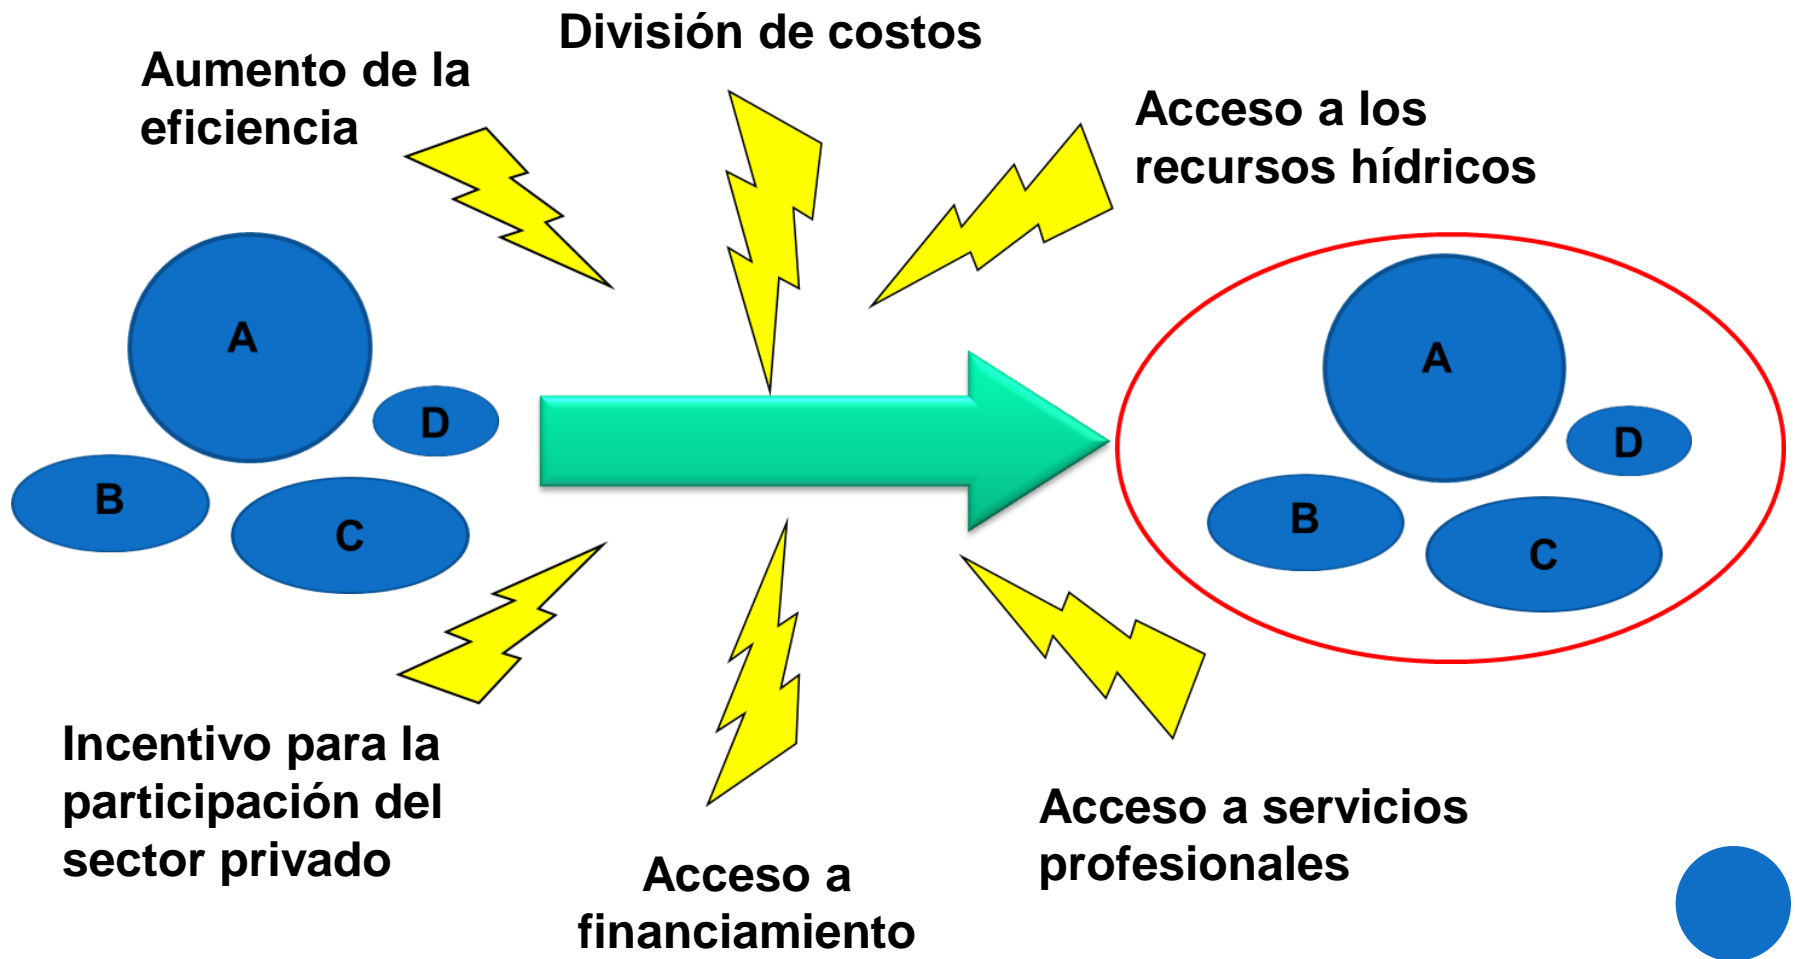 División de costos
Aumento de la
eficiencia
Acceso a los
recursos hídricos
A
D
B
C
A
D
B
C
Incentivo para la
participación del
sector privado
Acceso a
financiamiento
Acceso a servicios
profesionales